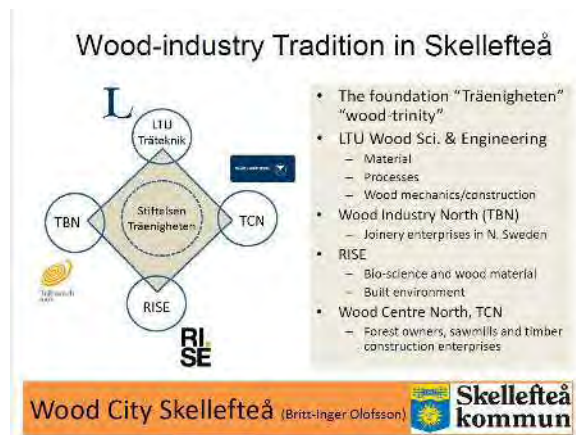 Wood-industry Tradition in Skellefteå
L
LTU
Träteknik
TBN
Stiftelsen
Träenigheten
TCN
RISE
RI.
SE
• The foundation "Träenigheten"
"wood-trinity"
• LTU Wood Sci. & Engineering
– Material
– Processes
– Wood mechanics/construction
• Wood Industry North (TBN)
– Joinery enterprises in N. Sweden
• RISE
– Bio-science and wood material
– Built environment
• Wood Centre North, TCN
– Forest owners, sawmills and timber
construction enterprises
Wood City Skellefteå (Britt-Inger Olofsson)
Skellefteå
kommun